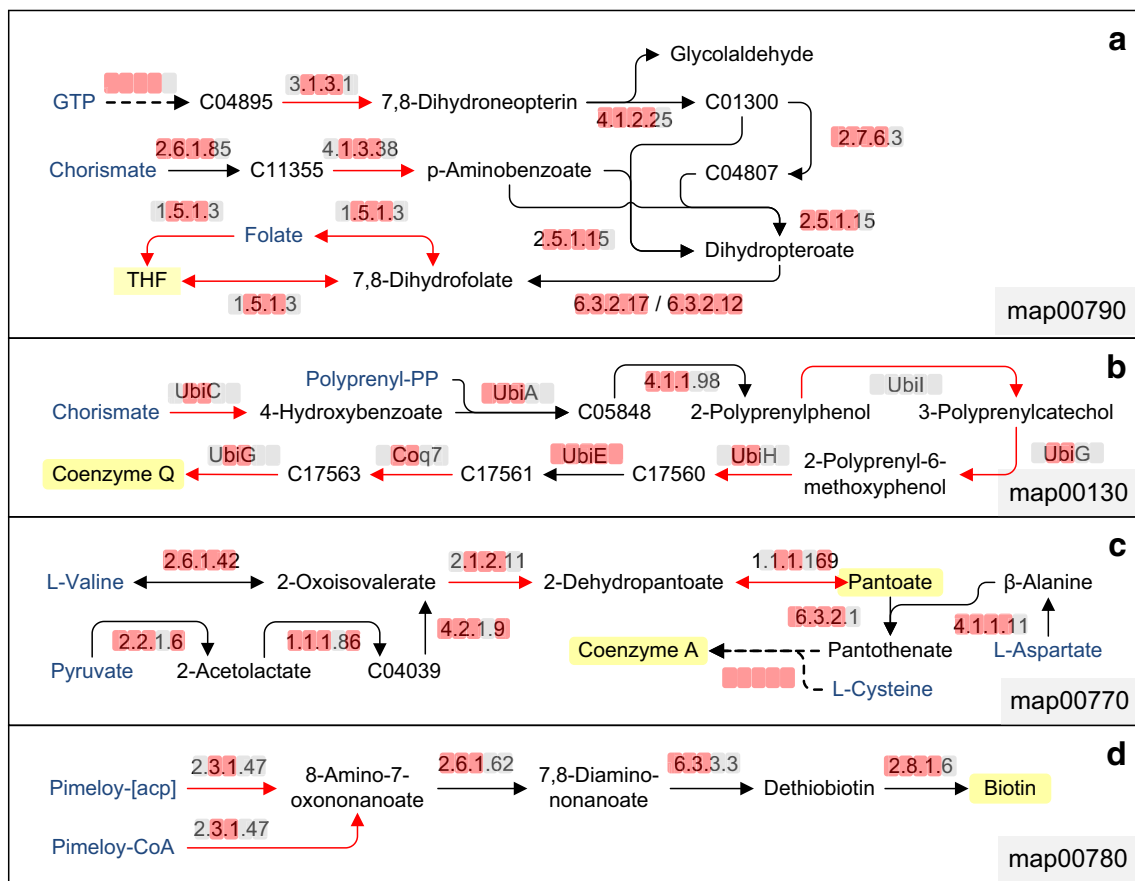 a
Glycolaldehyde
3.1.3.1
GTP
C04895
7,8-Dihydroneopterin
C01300
4.1.2.25
2.7.6.3
2.6.1.85
4.1.3.38
Chorismate
C11355
p-Aminobenzoate
C04807
1.5.1.3
1.5.1.3
Folate
2.5.1.15
2.5.1.15
Dihydropteroate
THF
7,8-Dihydrofolate
1.5.1.3
6.3.2.17 / 6.3.2.12
map00790
b
Polyprenyl-PP
UbiC
UbiA
4.1.1.98
UbiI
Chorismate
4-Hydroxybenzoate
C05848
2-Polyprenylphenol
3-Polyprenylcatechol
UbiG
Coq7
UbiE
UbiH
UbiG
Coenzyme Q
C17563
C17561
C17560
2-Polyprenyl-6-
methoxyphenol
map00130
c
2.6.1.42
2.1.2.11
1.1.1.169
L-Valine
2-Oxoisovalerate
2-Dehydropantoate
Pantoate
β-Alanine
2.2.1.6
1.1.1.86
4.2.1.9
6.3.2.1
4.1.1.11
Pyruvate
2-Acetolactate
C04039
Coenzyme A
Pantothenate
L-Aspartate
L-Cysteine
map00770
d
2.3.1.47
2.6.1.62
6.3.3.3
2.8.1.6
Pimeloy-[acp]
8-Amino-7-
oxononanoate
7,8-Diamino-
nonanoate
Dethiobiotin
Biotin
2.3.1.47
Pimeloy-CoA
map00780